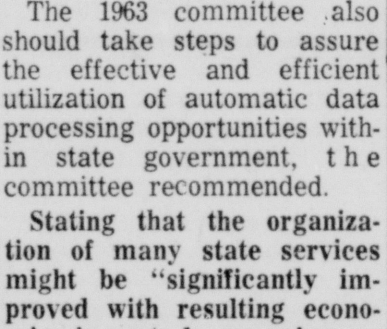 The 1963 committee also
should take steps to assure
the effective and efficient
utilization of automatic data
processing opportunities with-
in state government, the
committee recommended.
Stating that the organiza-
tion of many state services
might be “significantly im-
proved with resulting econo-